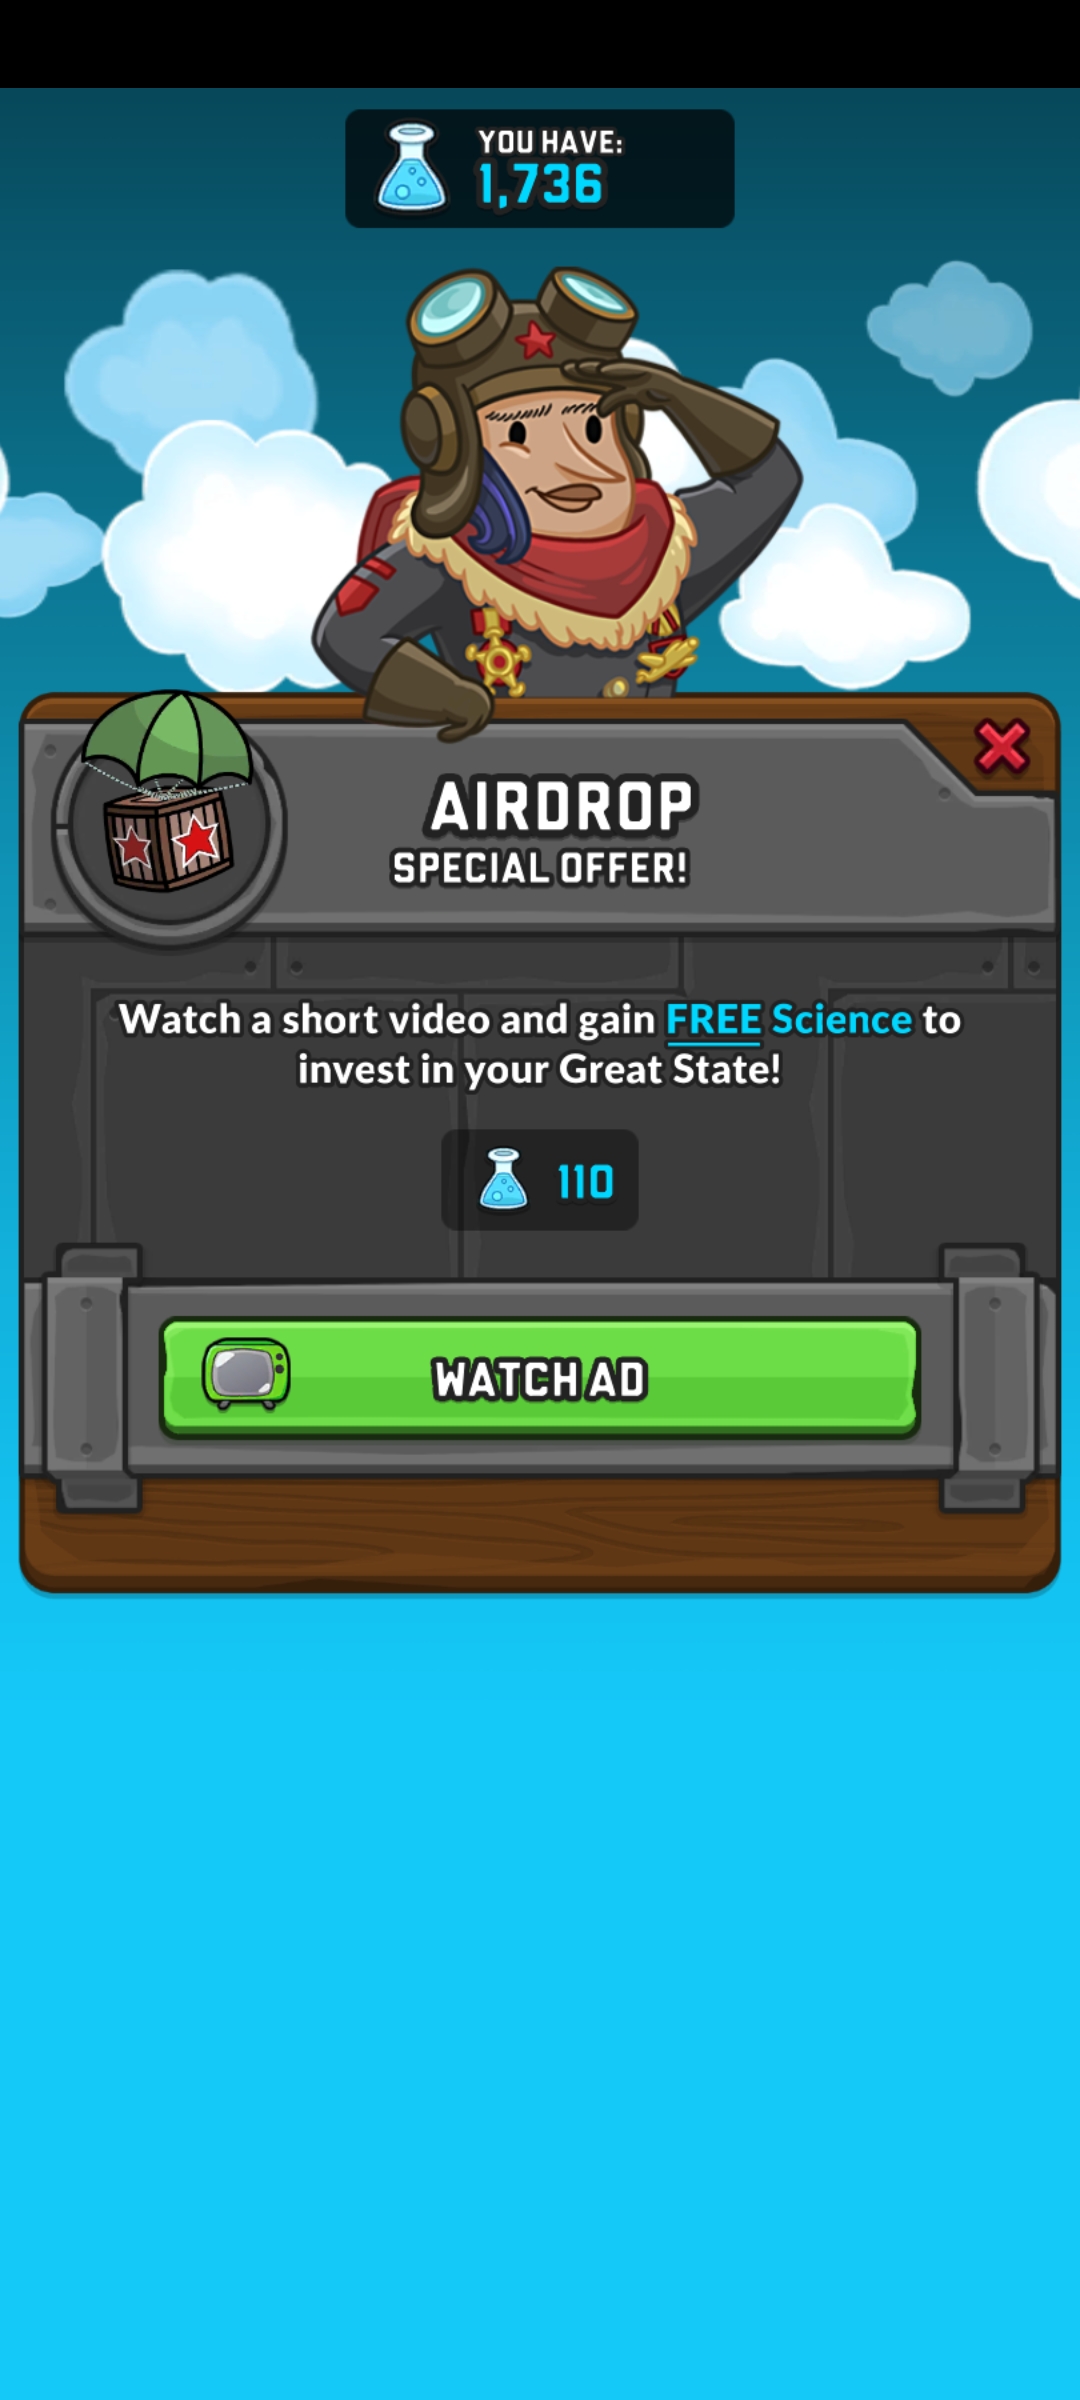 YOU HAVE:
1,736
AIRDROP
SPECIAL OFFER!
Watch a short video and gain FREE Science to
invest in your Great State!
110
WATCH AD